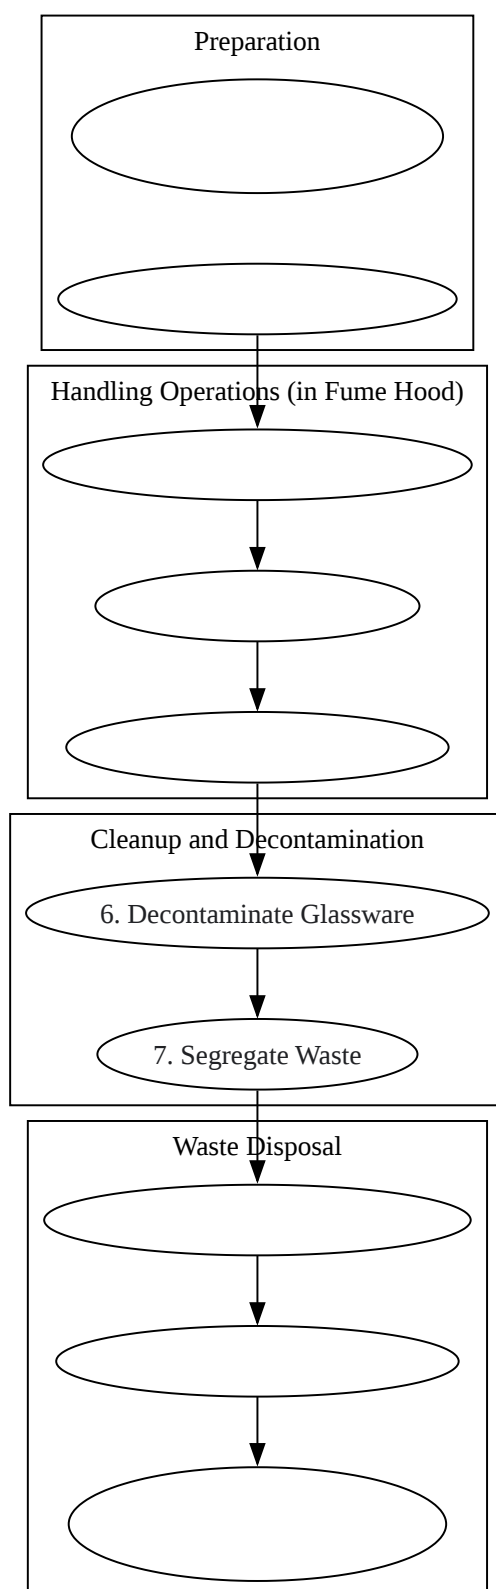 Preparation
Handling Operations (in Fume Hood)
Cleanup and Decontamination
6. Decontaminate Glassware
7. Segregate Waste
Waste Disposal